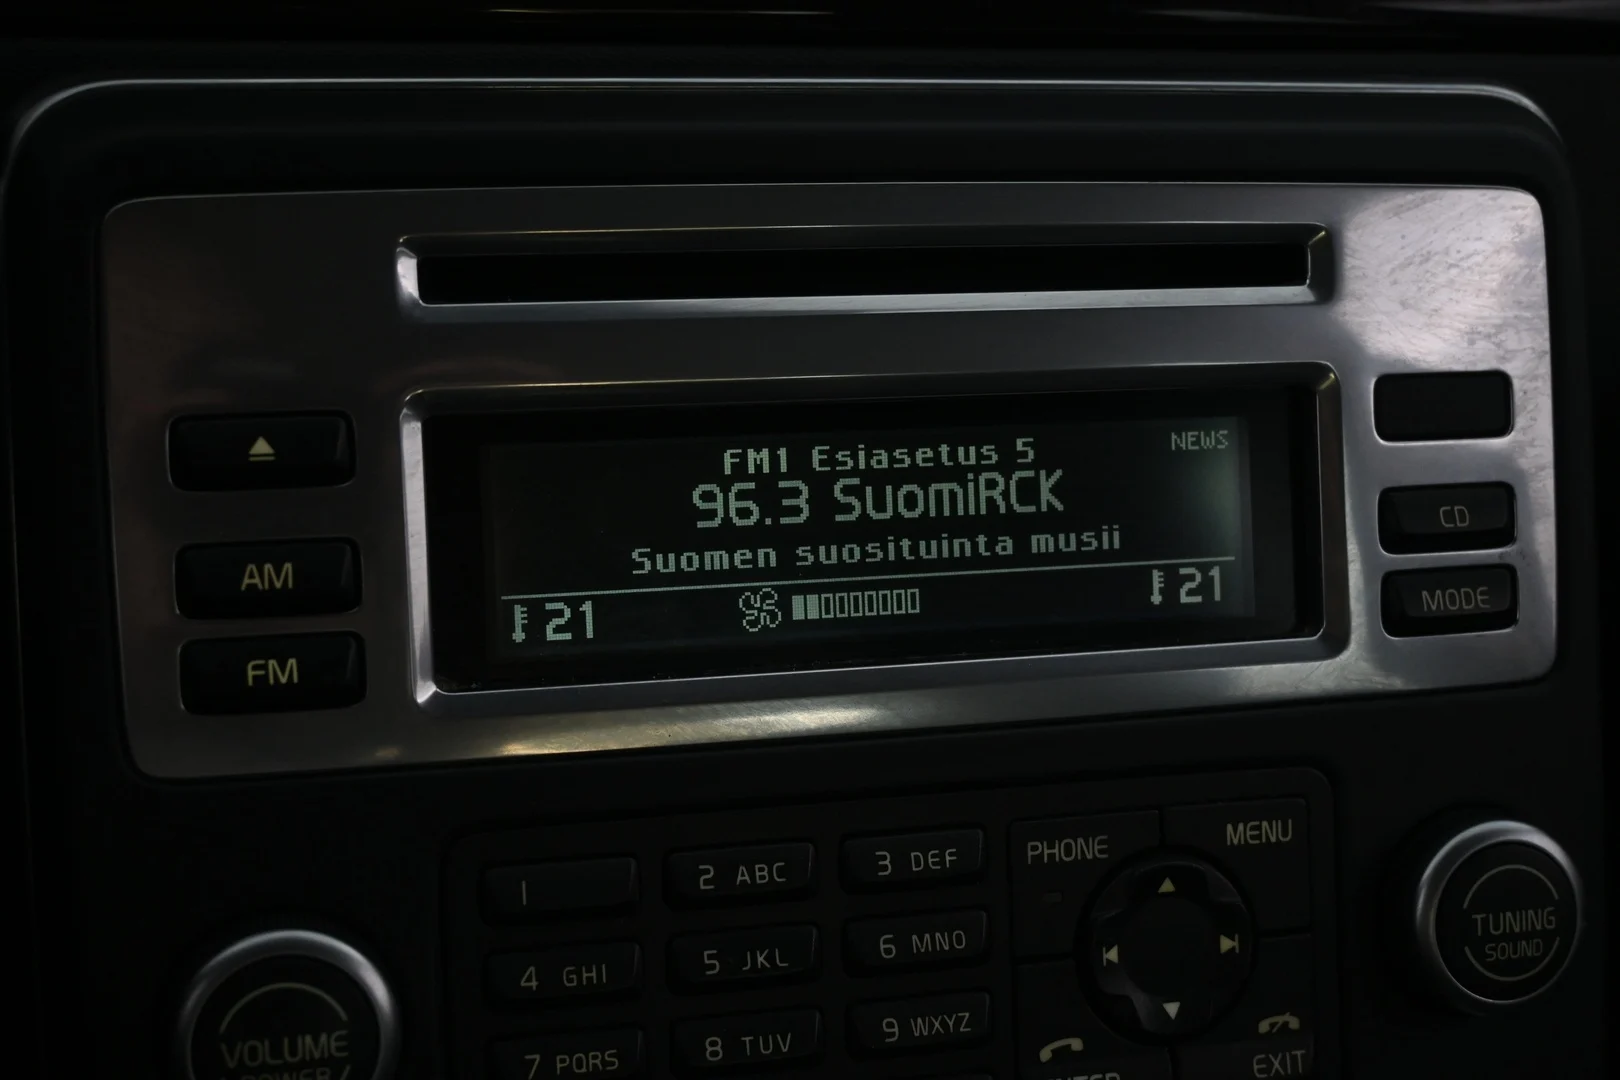 NEWS
FM1 Esiasetus 5
96.3 SuomiRCK
Suomen suosituinta musii
21
21
AM
FM
CD
MODE
1
2 ABC
3 DEF
PHONE
MENU
4 GHI
5 JKL
6 MNO
TUNING
SOUND
7 PQRS
8 TUV
9 WXYZ
VOLUME
POWER
ENTER
EXIT